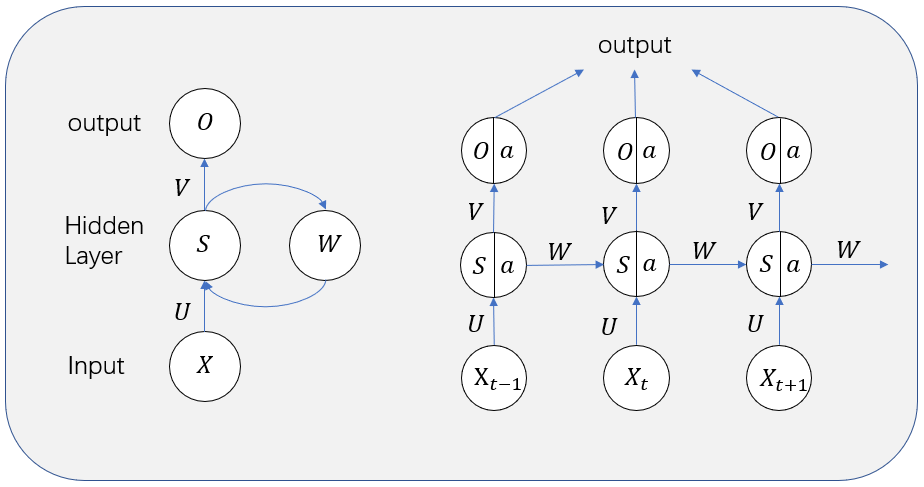 output
O
V
Hidden
Layer
S
W
U
Input
X
output
O a
O a
O a
V
V
V
S a
W
S a
W
S a
W
U
U
U
X_{t−1}
X_t
X_{t+1}